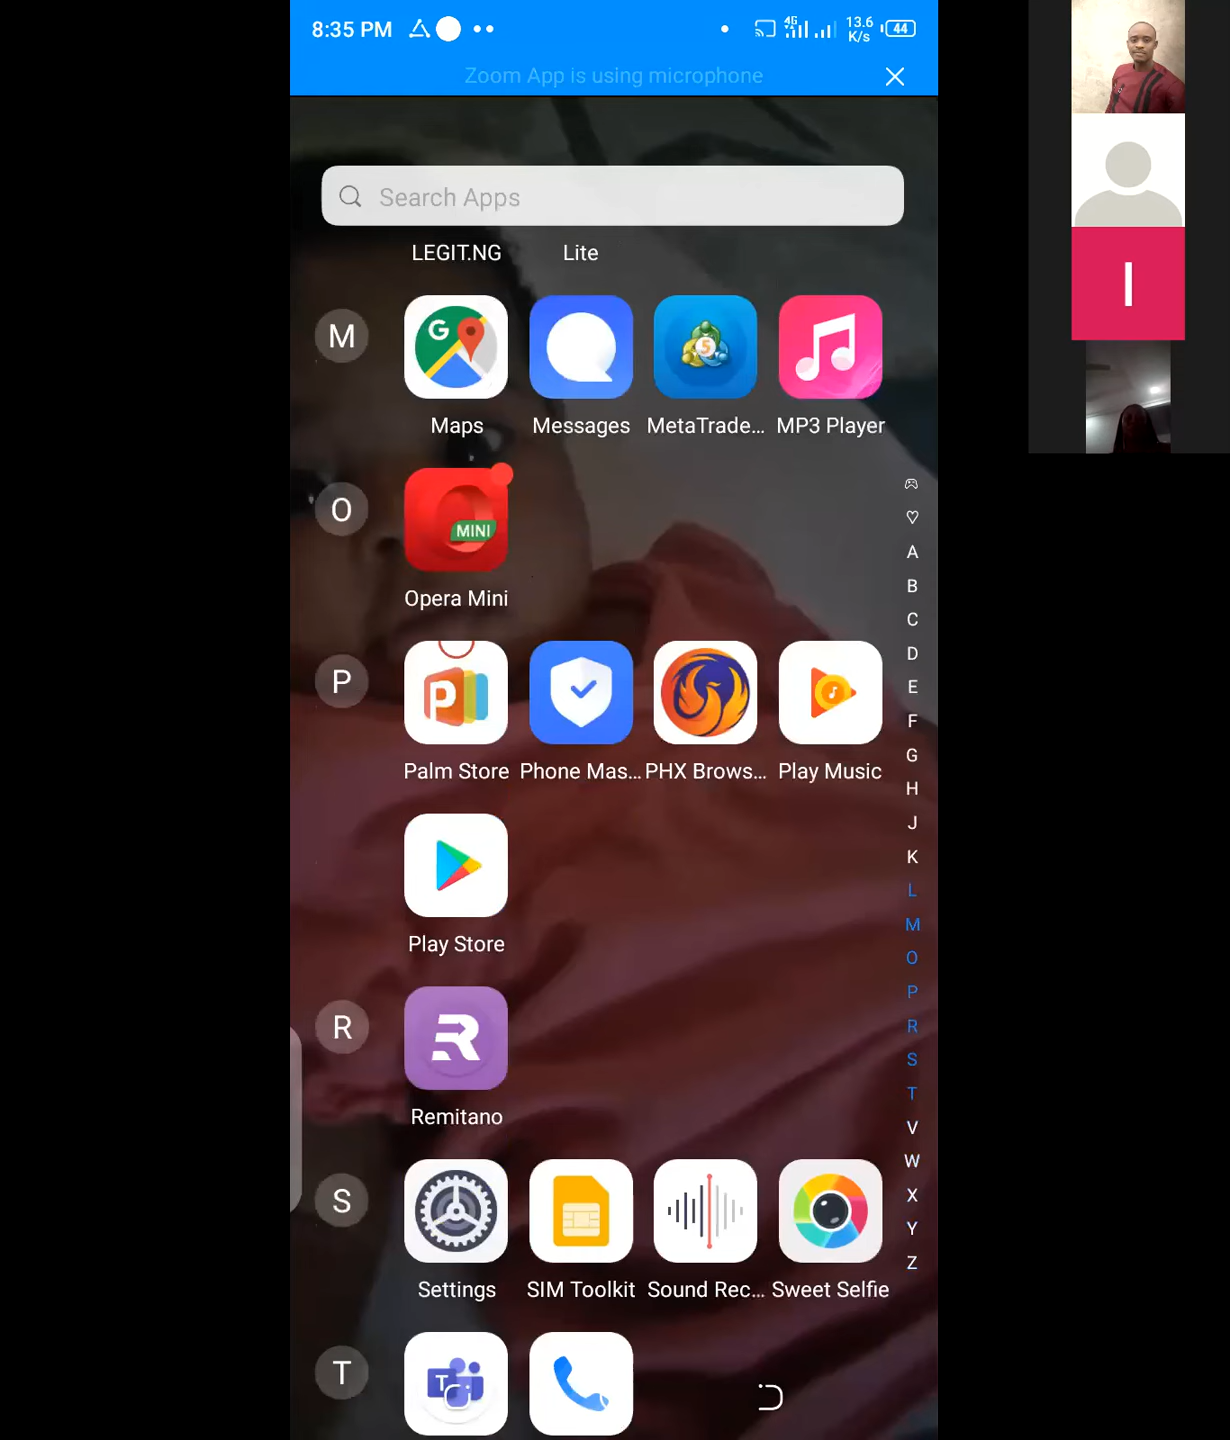 8:35 PM 4G 13.6 K/s 44
Zoom App is using microphone
Search Apps
LEGIT.NG Lite
M
G
5
Maps Messages MetaTrade... MP3 Player
O
MINI
Opera Mini
P
P
Palm Store Phone Mas... PHX Brows... Play Music
Play Store
R
R
Remitano
S
Settings SIM Toolkit Sound Rec... Sweet Selfie
T
T
A
B
C
D
E
F
G
H
J
K
L
M
O
P
R
S
T
V
W
X
Y
Z
I